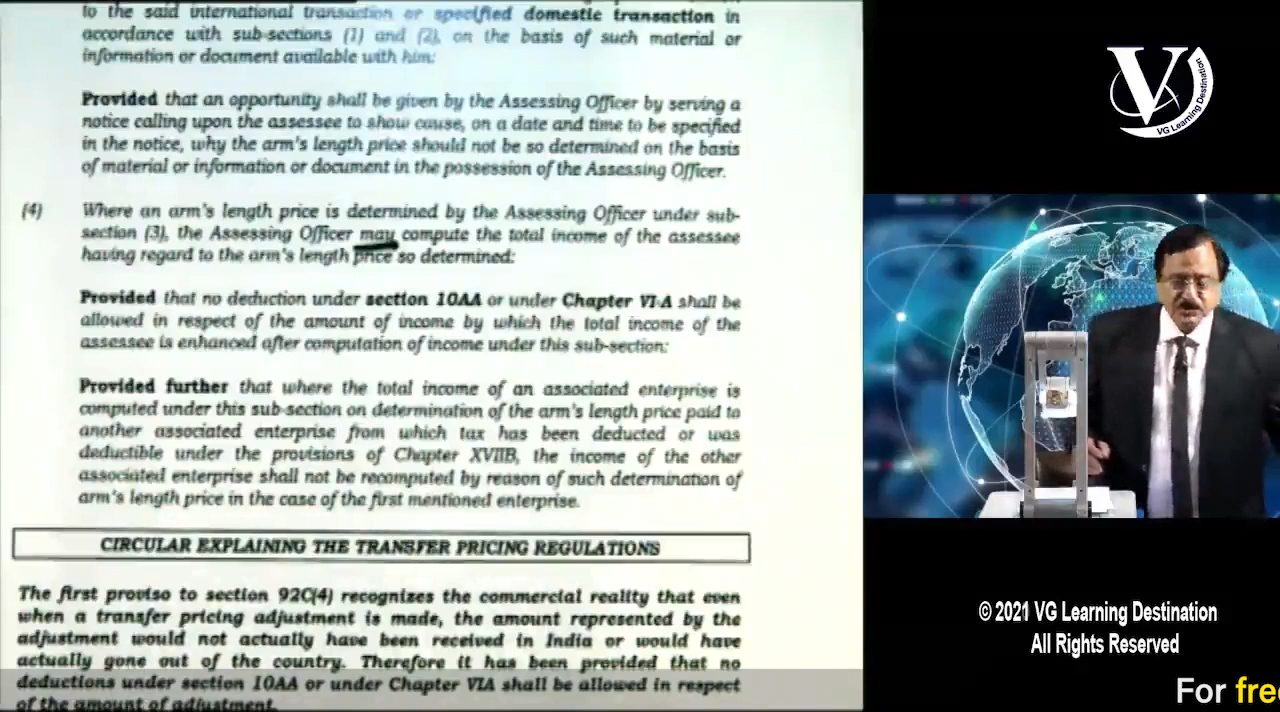 to the said international transaction or specified domestic transaction in
accordance with sub-sections (1) and (2), on the basis of such material or
information or document available with him:
Provided that an opportunity shall be given by the Assessing Officer by serving a
notice calling upon the assessee to show cause, on a date and time to be specified
in the notice, why the arm's length price should not be so determined on the basis
of material or information or document in the possession of the Assessing Officer.
(4) Where an arm's length price is determined by the Assessing Officer under sub-
section (3), the Assessing Officer may compute the total income of the assessee
having regard to the arm's length price so determined:
Provided that no deduction under section 10AA or under Chapter VI-A shall be
allowed in respect of the amount of income by which the total income of the
assessee is enhanced after computation of income under this sub-section:
Provided further that where the total income of an associated enterprise is
computed under this sub-section on determination of the arm's length price paid to
another associated enterprise from which tax has been deducted or was
deductible under the provisions of Chapter XVIIB, the income of the other
associated enterprise shall not be recomputed by reason of such determination of
arm's length price in the case of the first mentioned enterprise.
CIRCULAR EXPLAINING THE TRANSFER PRICING REGULATIONS
The first proviso to section 92C(4) recognizes the commercial reality that even
when a transfer pricing adjustment is made, the amount represented by the
adjustment would not actually have been received in India or would have
actually gone out of the country. Therefore it has been provided that no
deductions under section 10AA or under Chapter VIA shall be allowed in respect
of the amount of adjustment.
V
VG Learning Destination
© 2021 VG Learning Destination
All Rights Reserved
For free